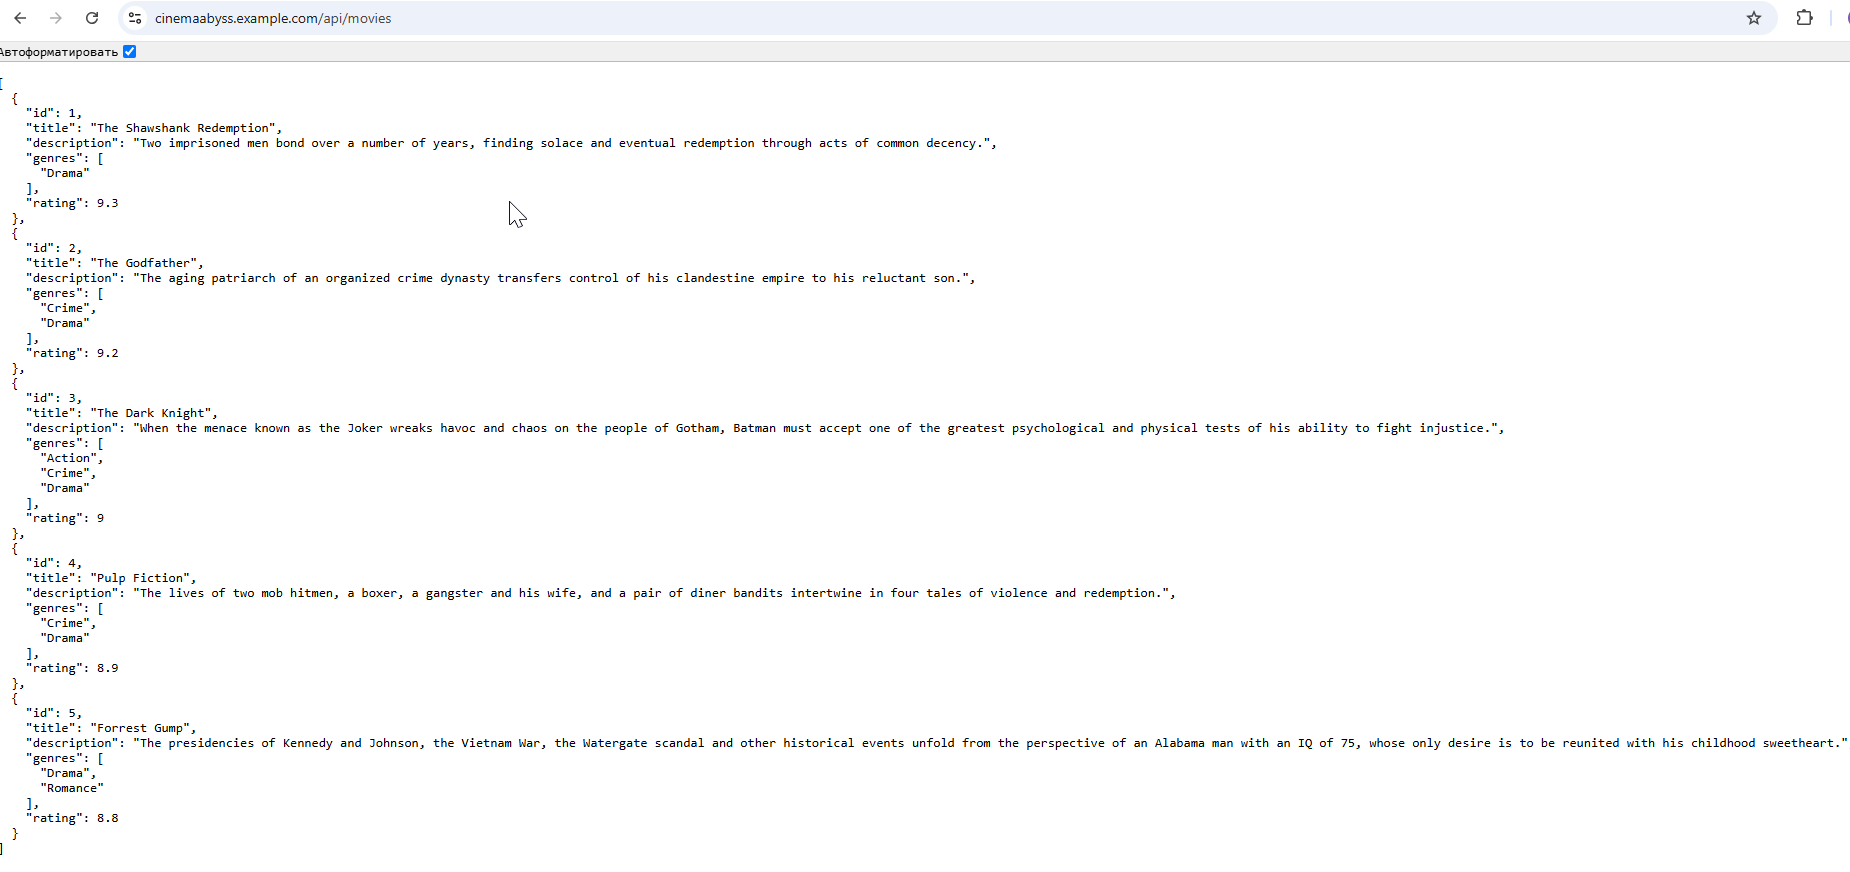 cinemaabyss.example.com/api/movies
Автоформатировать
[
  {
    "id": 1,
    "title": "The Shawshank Redemption",
    "description": "Two imprisoned men bond over a number of years, finding solace and eventual redemption through acts of common decency.",
    "genres": [
      "Drama"
    ],
    "rating": 9.3
  },
  {
    "id": 2,
    "title": "The Godfather",
    "description": "The aging patriarch of an organized crime dynasty transfers control of his clandestine empire to his reluctant son.",
    "genres": [
      "Crime",
      "Drama"
    ],
    "rating": 9.2
  },
  {
    "id": 3,
    "title": "The Dark Knight",
    "description": "When the menace known as the Joker wreaks havoc and chaos on the people of Gotham, Batman must accept one of the greatest psychological and physical tests of his ability to fight injustice.",
    "genres": [
      "Action",
      "Crime",
      "Drama"
    ],
    "rating": 9
  },
  {
    "id": 4,
    "title": "Pulp Fiction",
    "description": "The lives of two mob hitmen, a boxer, a gangster and his wife, and a pair of diner bandits intertwine in four tales of violence and redemption.",
    "genres": [
      "Crime",
      "Drama"
    ],
    "rating": 8.9
  },
  {
    "id": 5,
    "title": "Forrest Gump",
    "description": "The presidencies of Kennedy and Johnson, the Vietnam War, the Watergate scandal and other historical events unfold from the perspective of an Alabama man with an IQ of 75, whose only desire is to be reunited with his childhood sweetheart."
    "genres": [
      "Drama",
      "Romance"
    ],
    "rating": 8.8
  }
]